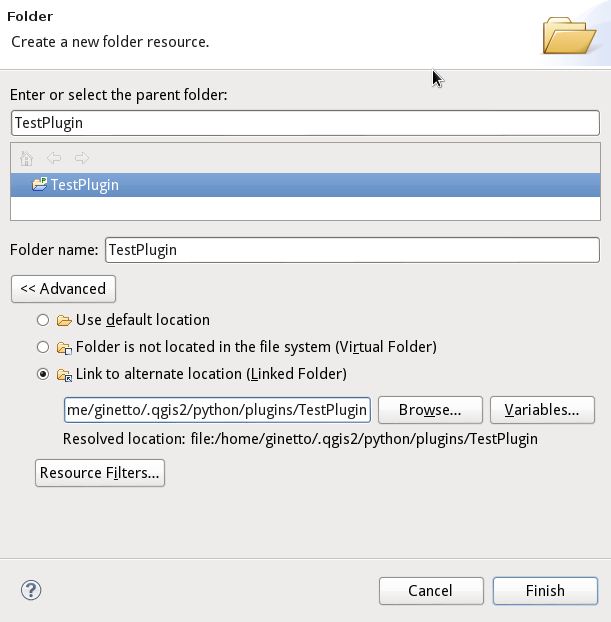 Folder
Create a new folder resource.
Enter or select the parent folder:
TestPlugin
TestPlugin
Folder name: TestPlugin
<< Advanced
Use default location
Folder is not located in the file system (Virtual Folder)
Link to alternate location (Linked Folder)
me/ginetto/.qgis2/python/plugins/TestPlugin Browse... Variables...
Resolved location: file:/home/ginetto/.qgis2/python/plugins/TestPlugin
Resource Filters...
? Cancel Finish